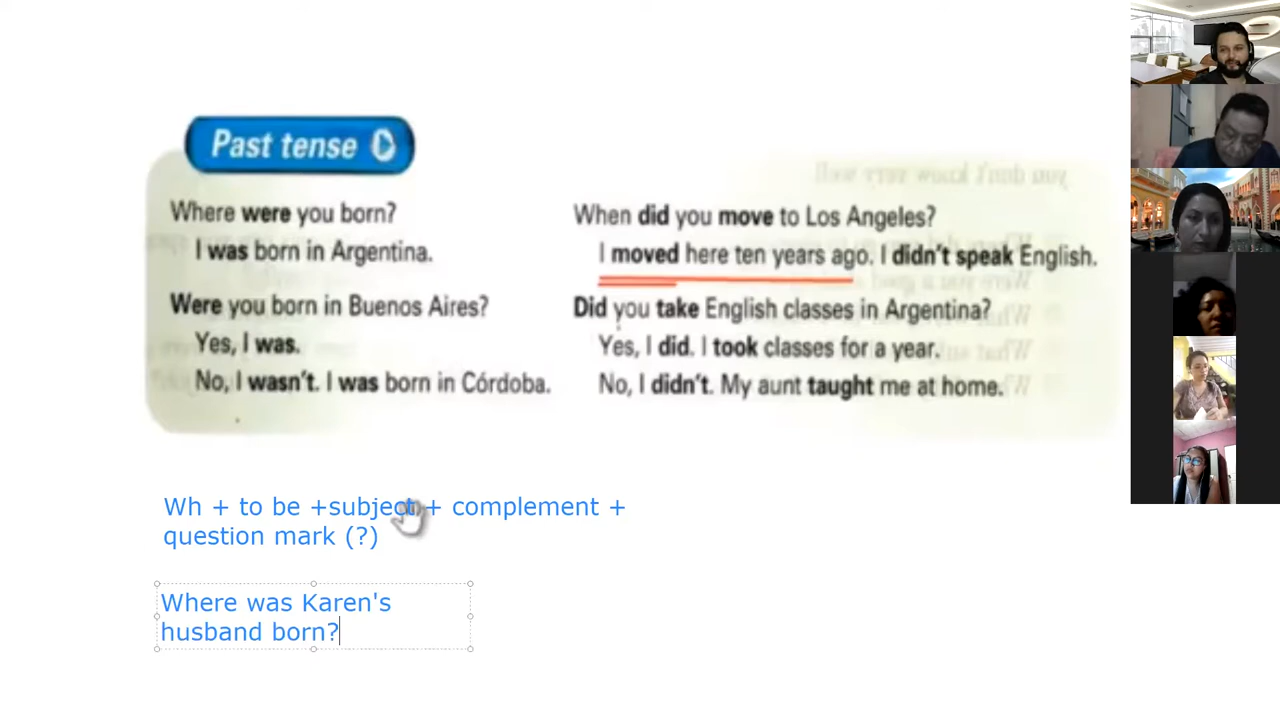 Past tense
Where were you born?
I was born in Argentina.
Were you born in Buenos Aires?
Yes, I was.
No, I wasn't. I was born in Córdoba.
When did you move to Los Angeles?
I moved here ten years ago. I didn't speak English.
Did you take English classes in Argentina?
Yes, I did. I took classes for a year.
No, I didn't. My aunt taught me at home.
Wh + to be +subject + complement +
question mark (?)
Where was Karen's
husband born?